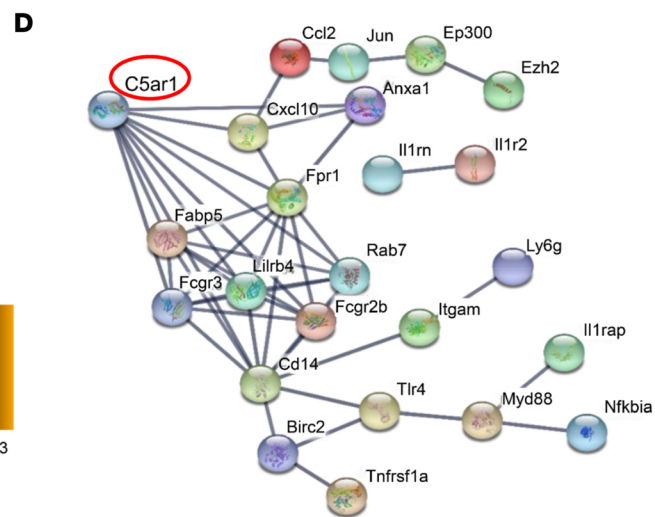 D
Ccl2
Jun
Ep300
Ezh2
C5ar1
Anxa1
Cxcl10
Il1rn
Il1r2
Fpr1
Fabp5
Rab7
Ly6g
Lilrb4
Fcgr3
Fcgr2b
Itgam
Il1rap
Cd14
Tlr4
Myd88
Nfkbia
Birc2
3
Tnfrsf1a